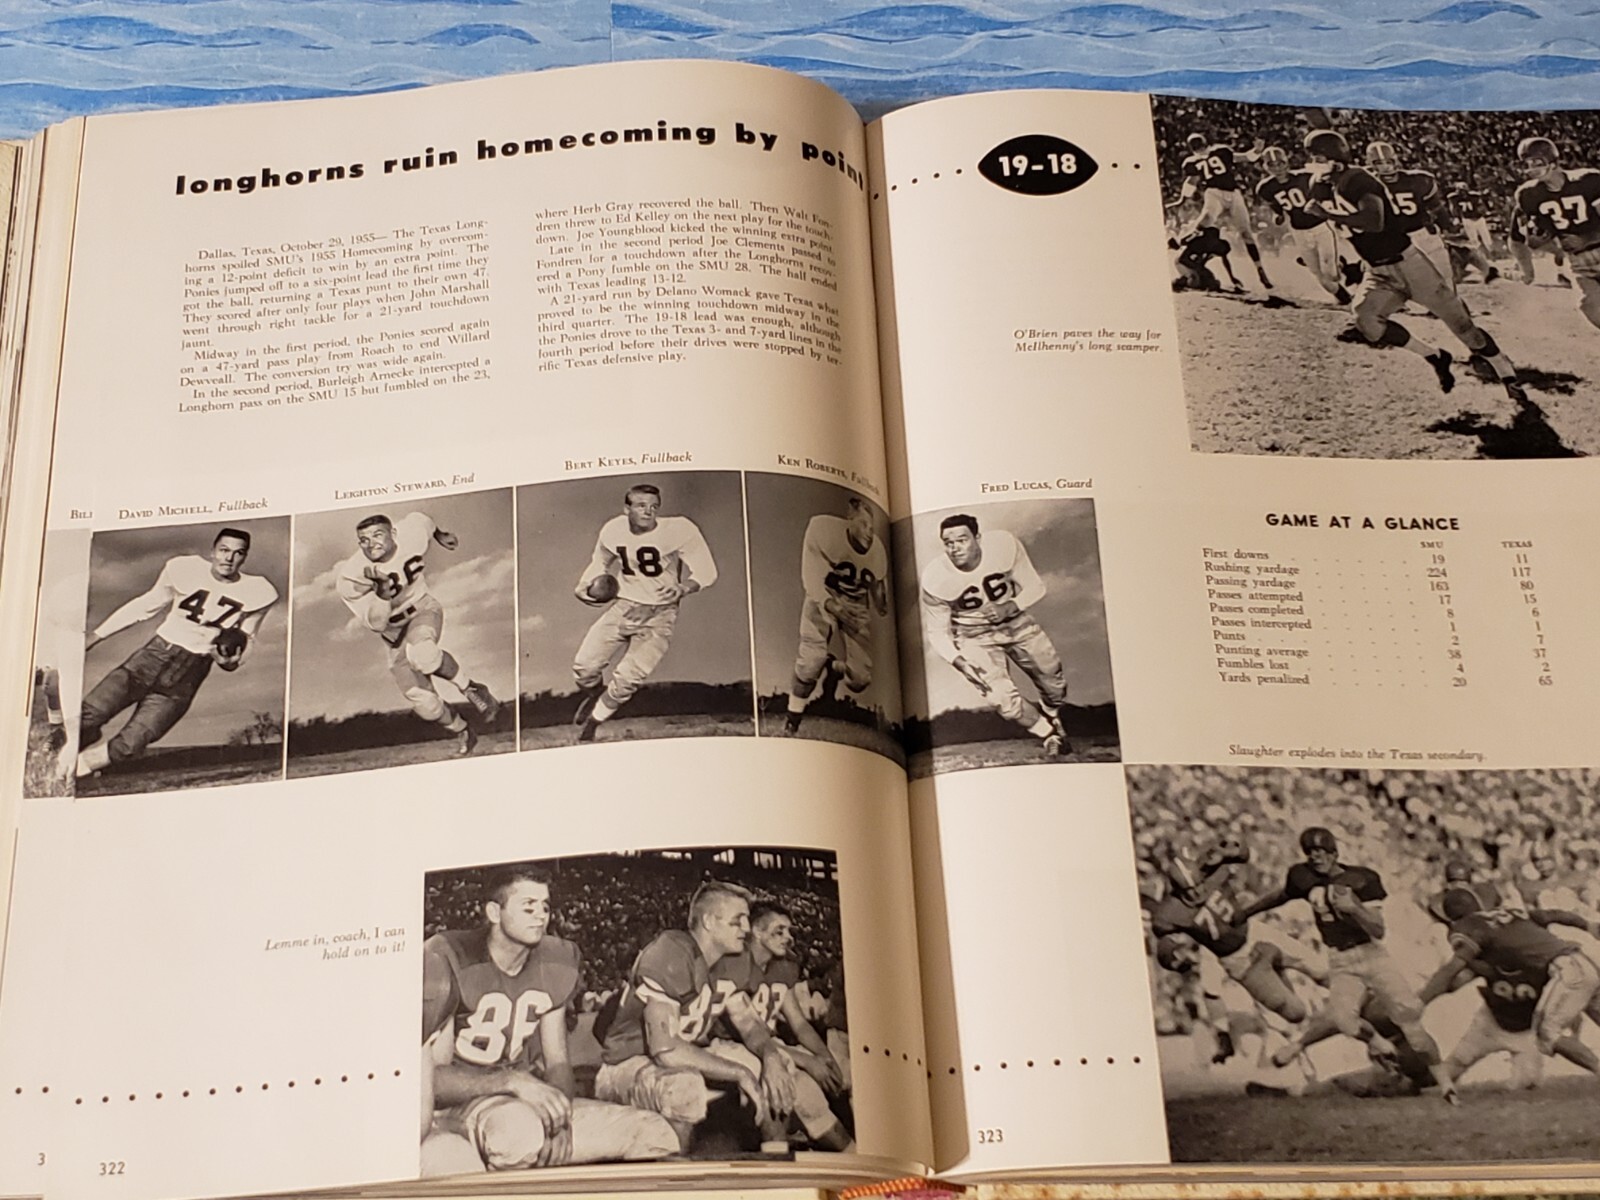 longhorns ruin homecoming by point
19-18
Dallas, Texas, October 29, 1955— The Texas Long-
horns spoiled SMU's 1955 Homecoming by overcom-
ing a 12-point deficit to win by an extra point. The
Ponies jumped off to a six-point lead the first time they
got the ball, returning a Texas punt to their own 47.
They scored after only four plays when John Marshall
went through right tackle for a 21-yard touchdown
jaunt.
Midway in the first period, the Ponies scored again
on a 47-yard pass play from Roach to end Willard
Dewveall. The conversion try was wide again.
In the second period, Burleigh Arnecke intercepted a
Longhorn pass on the SMU 15 but fumbled on the 23,
where Herb Gray recovered the ball. Then Walt Fon-
dren threw to Ed Kelley on the next play for the touch-
down. Joe Youngblood kicked the winning extra point
Late in the second period Joe Clements passed to
Fondren for a touchdown after the Longhorns recov-
ered a Pony fumble on the SMU 28. The half ended
with Texas leading 13-12.
A 21-yard run by Delano Womack gave Texas what
proved to be the winning touchdown midway in the
third quarter. The 19-18 lead was enough, although
the Ponies drove to the Texas 3- and 7-yard lines in the
fourth period before their drives were stopped by ter-
rific Texas defensive play.
79
50
55
37
O'Brien paves the way for
McIlhenny's long scamper.
DAVID MICHELL, Fullback
LEIGHTON STEWARD, End
BERT KEYES, Fullback
KEN ROBERTS, Fullback
FRED LUCAS, Guard
47
86
18
28
66
GAME AT A GLANCE
SMU TEXAS
First downs 19 11
Rushing yardage 224 117
Passing yardage 163 80
Passes attempted 17 15
Passes completed 8 6
Passes intercepted 1 1
Punts 2 7
Punting average 38 37
Fumbles lost 4 2
Yards penalized 20 65
Slaughter explodes into the Texas secondary.
75
Lemme in, coach, I can
hold on to it!
86
87
83
3
322
323